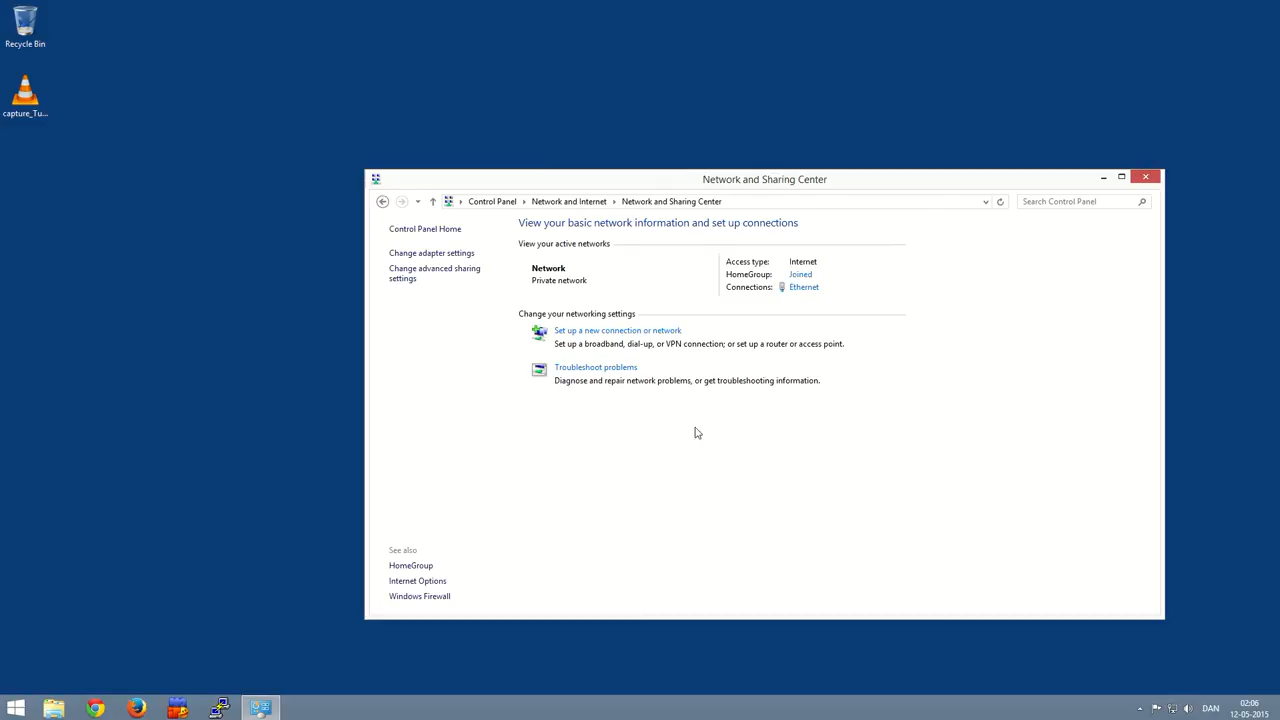 Recycle Bin
capture_Tu...
Network and Sharing Center
Control Panel
Network and Internet
Network and Sharing Center
Search Control Panel
Control Panel Home
Change adapter settings
Change advanced sharing
settings
View your basic network information and set up connections
View your active networks
Network
Private network
Access type: Internet
HomeGroup: Joined
Connections: Ethernet
Change your networking settings
Set up a new connection or network
Set up a broadband, dial-up, or VPN connection; or set up a router or access point.
Troubleshoot problems
Diagnose and repair network problems, or get troubleshooting information.
See also
HomeGroup
Internet Options
Windows Firewall
DAN
02:06
12-05-2015